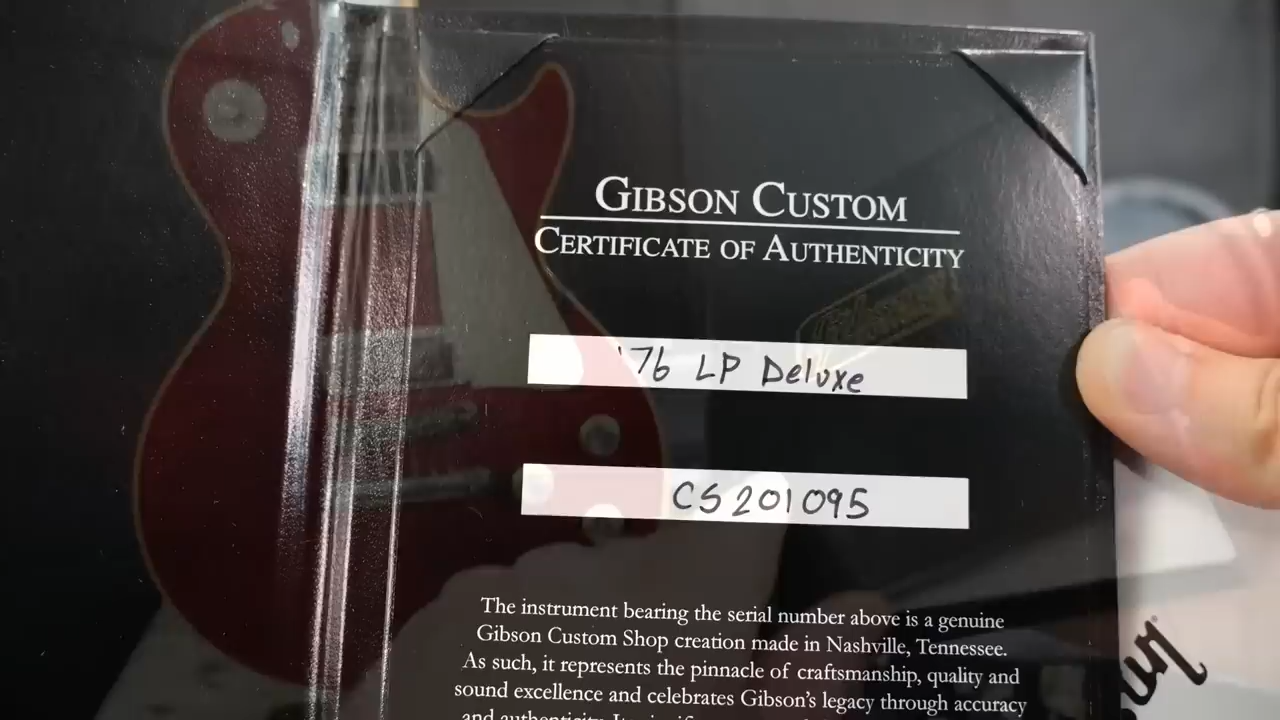 GIBSON CUSTOM
CERTIFICATE OF AUTHENTICITY
'76 LP Deluxe
CS201095
The instrument bearing the serial number above is a genuine
Gibson Custom Shop creation made in Nashville, Tennessee.
As such, it represents the pinnacle of craftsmanship, quality and
sound excellence and celebrates Gibson's legacy through accuracy
and authenticity.